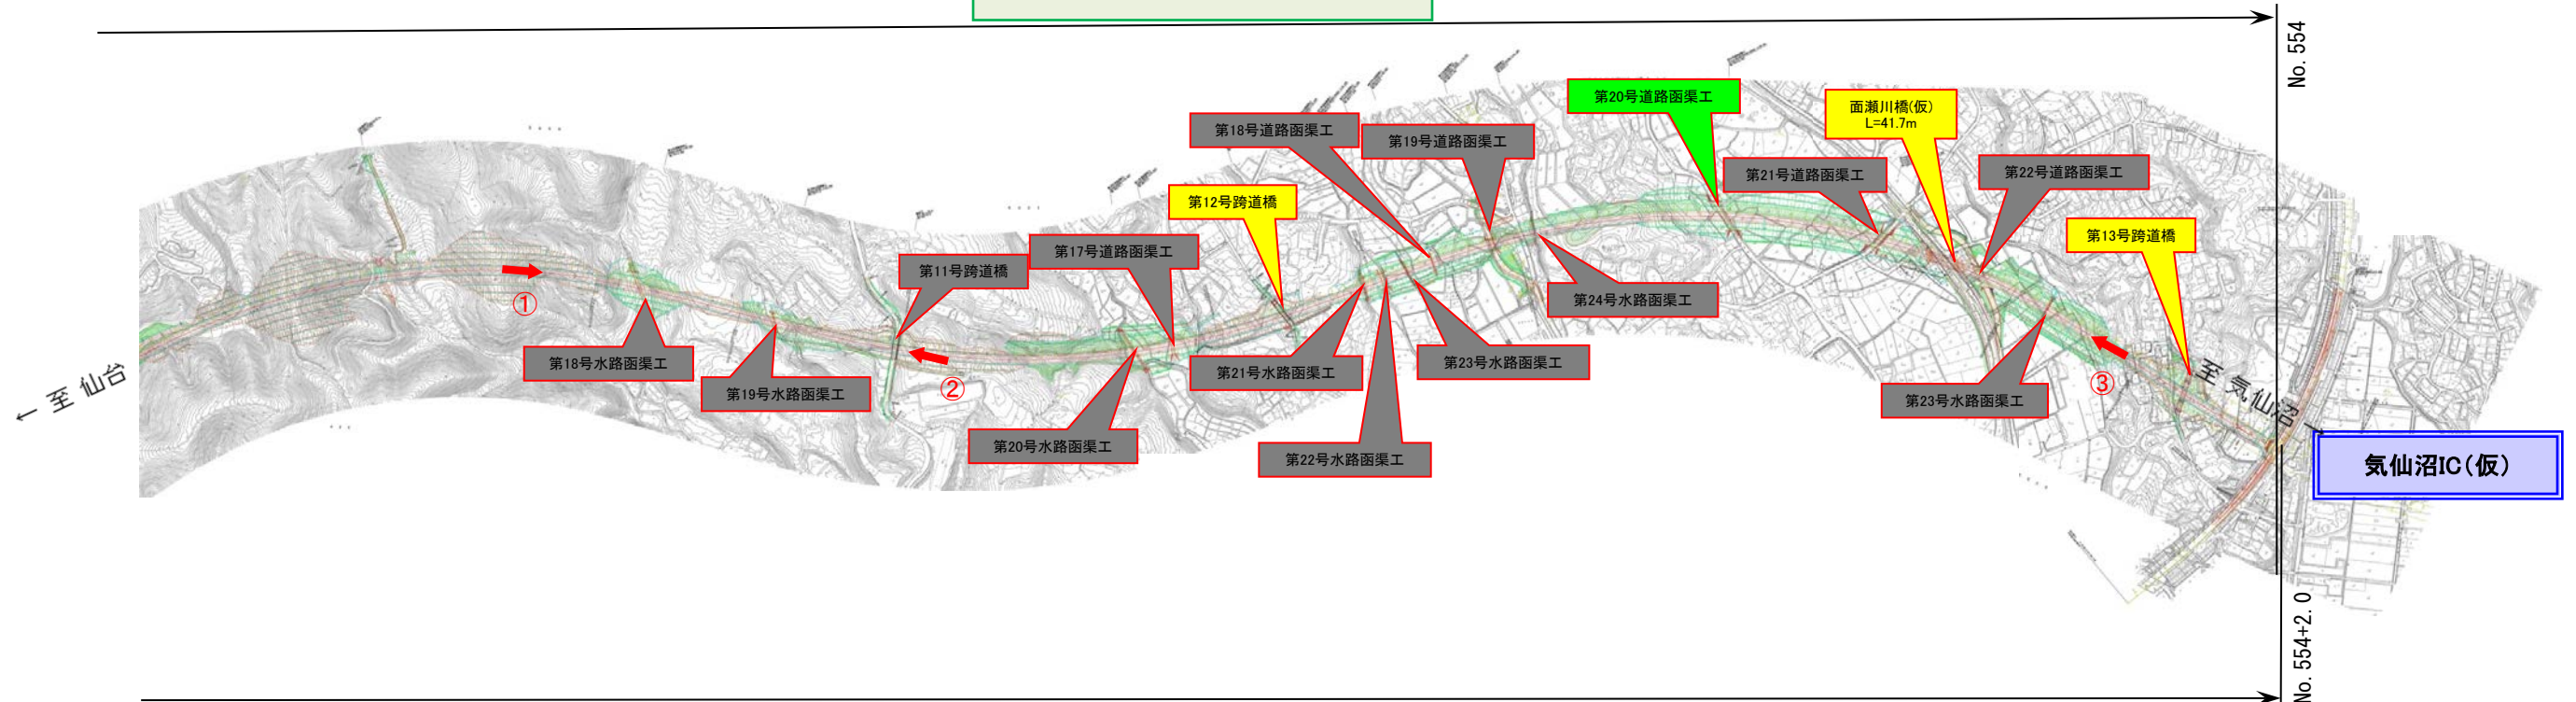 No. 554
第20号道路函渠工
面瀬川橋(仮)
L=41.7m
第18号道路函渠工
第19号道路函渠工
第21号道路函渠工
第22号道路函渠工
第12号跨道橋
第13号跨道橋
第17号道路函渠工
第11号跨道橋
①
第24号水路函渠工
第18号水路函渠工
第19号水路函渠工
②
第21号水路函渠工
第23号水路函渠工
③
第23号水路函渠工
← 至 仙台
至 気仙沼 →
第20号水路函渠工
第22号水路函渠工
気仙沼IC(仮)
No. 554+2. 0